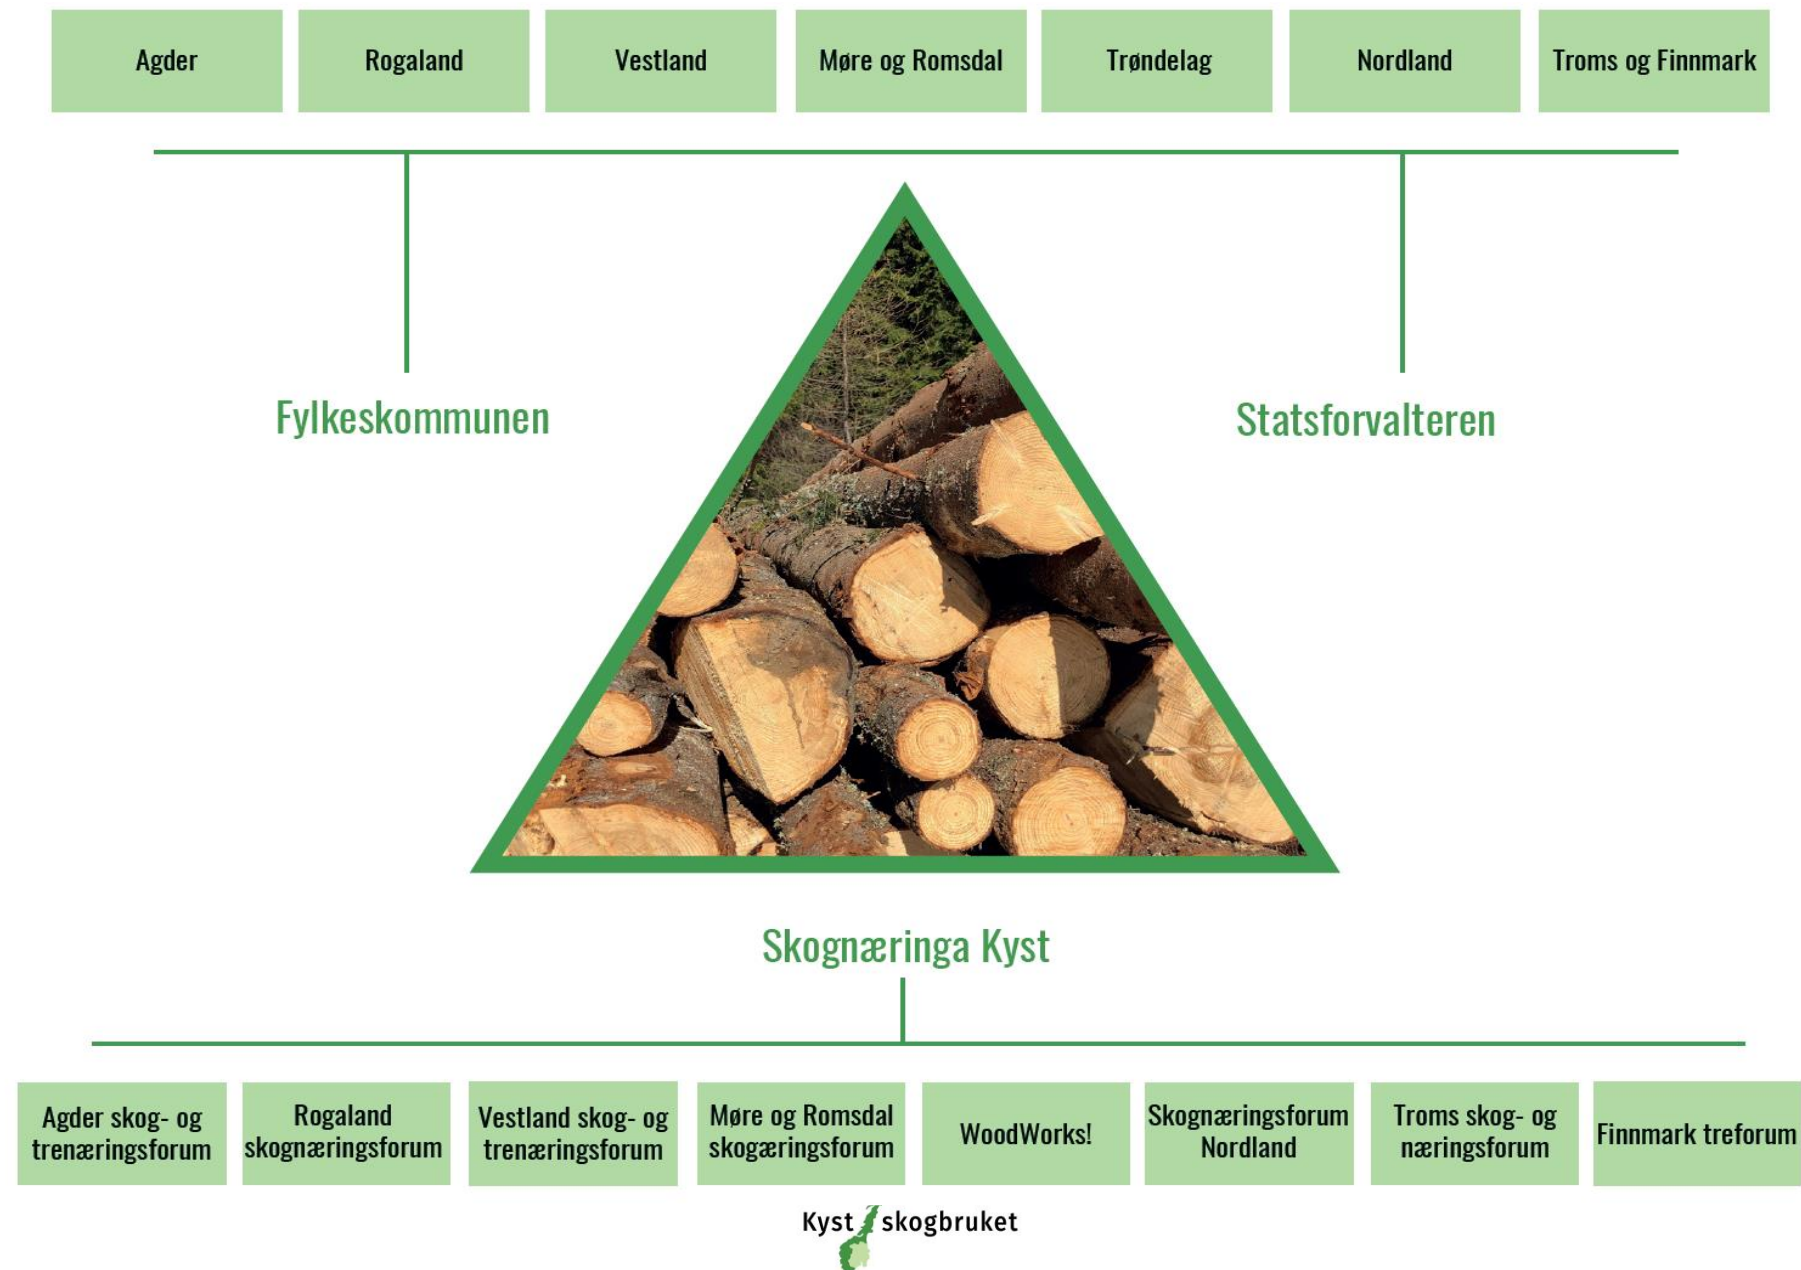 Agder
Rogaland
Vestland
Møre og Romsdal
Trøndelag
Nordland
Troms og Finnmark
Fylkeskommunen
Statsforvalteren
Skognæringa Kyst
Agder skog- og
trenæringsforum
Rogaland
skognæringsforum
Vestland skog- og
trenæringsforum
Møre og Romsdal
skogæringsforum
WoodWorks!
Skognæringsforum
Nordland
Troms skog- og
næringsforum
Finnmark treforum
Kyst skogbruket